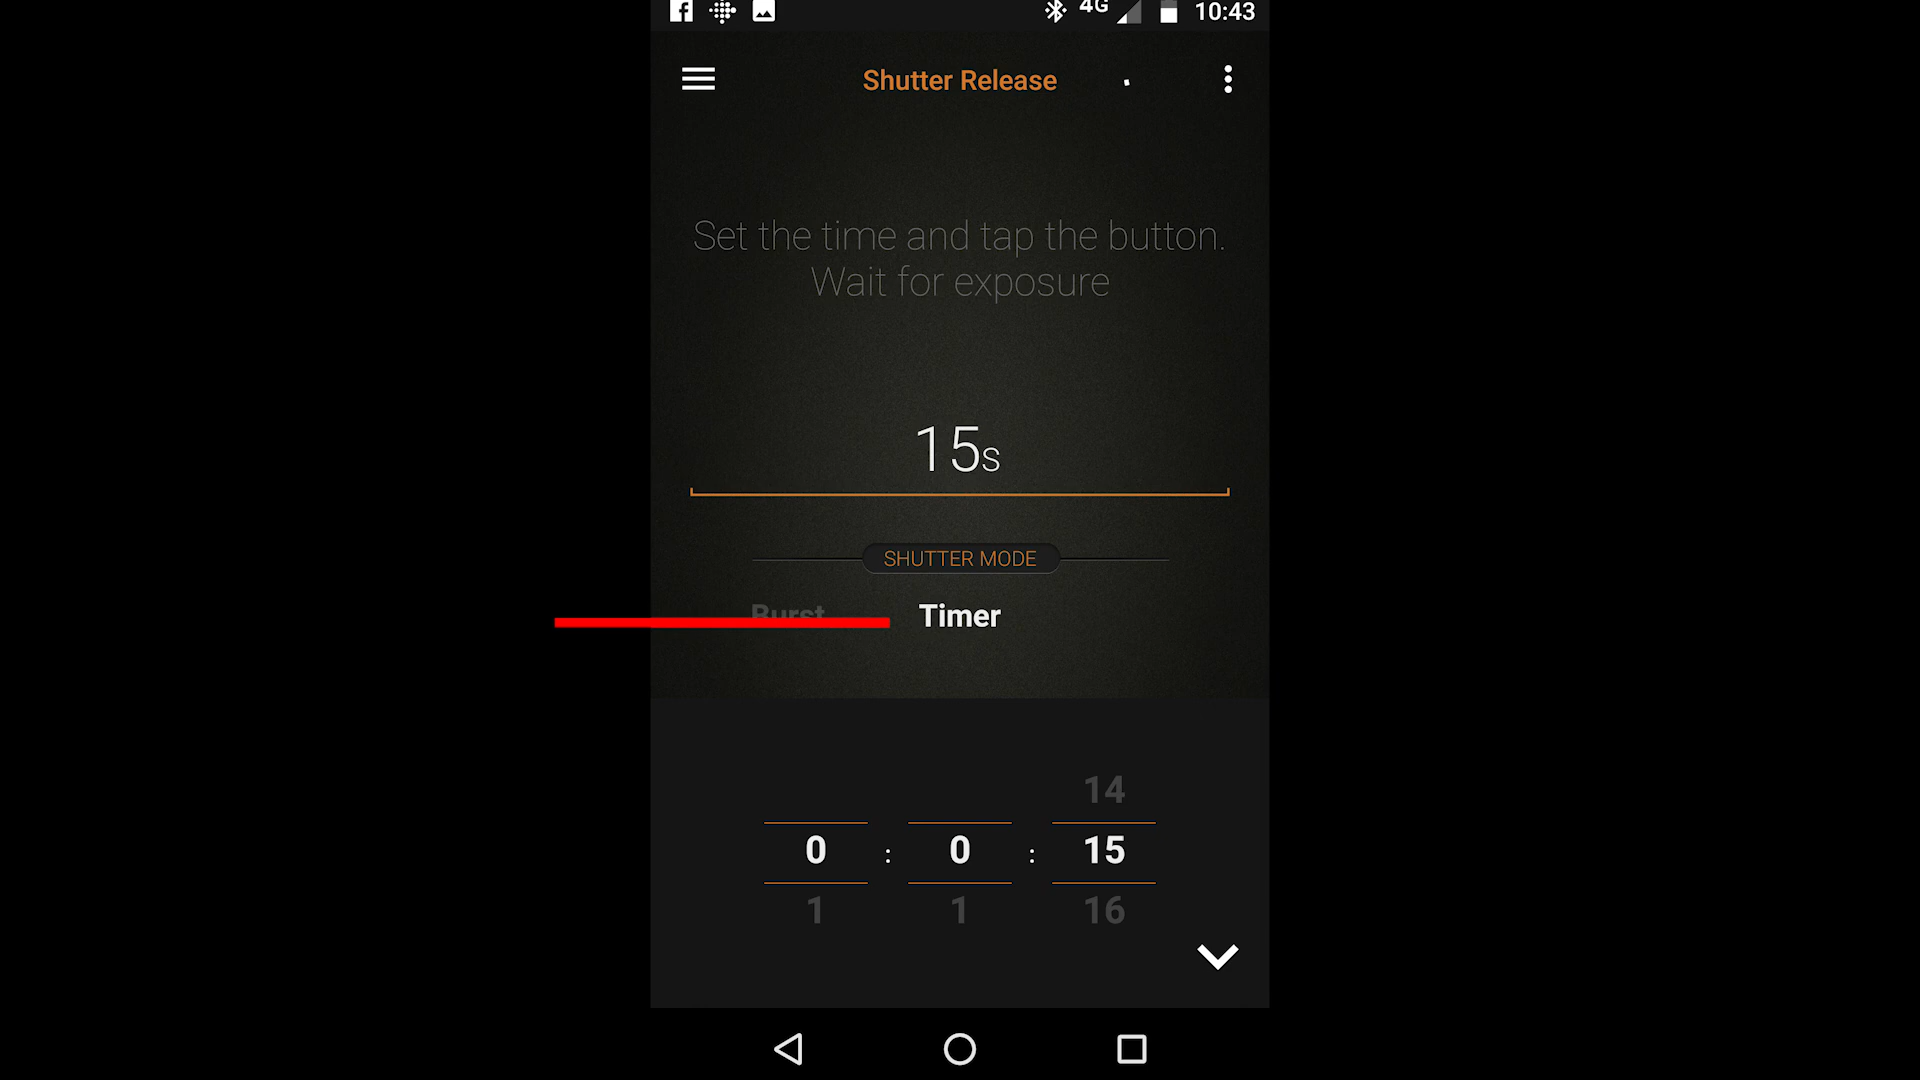 4G 10:43
Shutter Release
Set the time and tap the button.
Wait for exposure
15s
SHUTTER MODE
Burst Timer
14
0 : 0 : 15
1 1 16